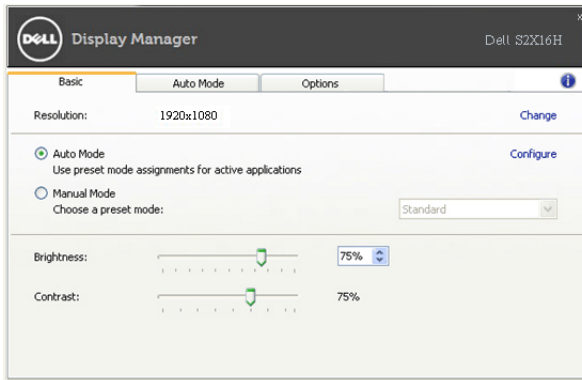 DELL Display Manager
Dell S2X16H
Basic Auto Mode Options
Resolution: 1920x1080 Change
Auto Mode Configure
Use preset mode assignments for active applications
Manual Mode
Choose a preset mode: Standard
Brightness: 75%
Contrast: 75%